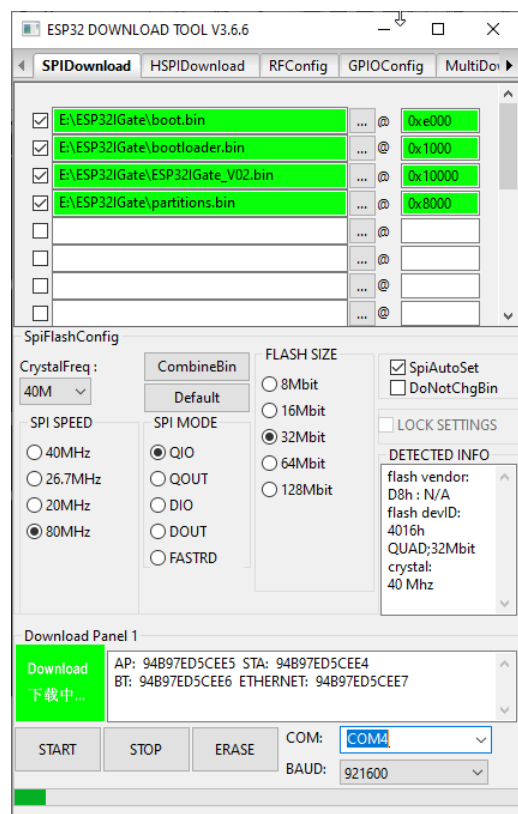 ESP32 DOWNLOAD TOOL V3.6.6
SPIDownload HSPIDownload RFConfig GPIOConfig MultiDow
E:\ESP32IGate\boot.bin ... @ 0xe000
E:\ESP32IGate\bootloader.bin ... @ 0x1000
E:\ESP32IGate\ESP32IGate_V02.bin ... @ 0x10000
E:\ESP32IGate\partitions.bin ... @ 0x8000
... @
... @
... @
... @
SpiFlashConfig
CrystalFreq :
40M
CombineBin
Default
SPI SPEED
40MHz
26.7MHz
20MHz
80MHz
SPI MODE
QIO
QOUT
DIO
DOUT
FASTRD
FLASH SIZE
8Mbit
16Mbit
32Mbit
64Mbit
128Mbit
SpiAutoSet
DoNotChgBin
LOCK SETTINGS
DETECTED INFO
flash vendor:
D8h : N/A
flash devID:
4016h
QUAD;32Mbit
crystal:
40 Mhz
Download Panel 1
Download
下载中...
AP: 94B97ED5CEE5 STA: 94B97ED5CEE4
BT: 94B97ED5CEE6 ETHERNET: 94B97ED5CEE7
START STOP ERASE
COM: COM4
BAUD: 921600